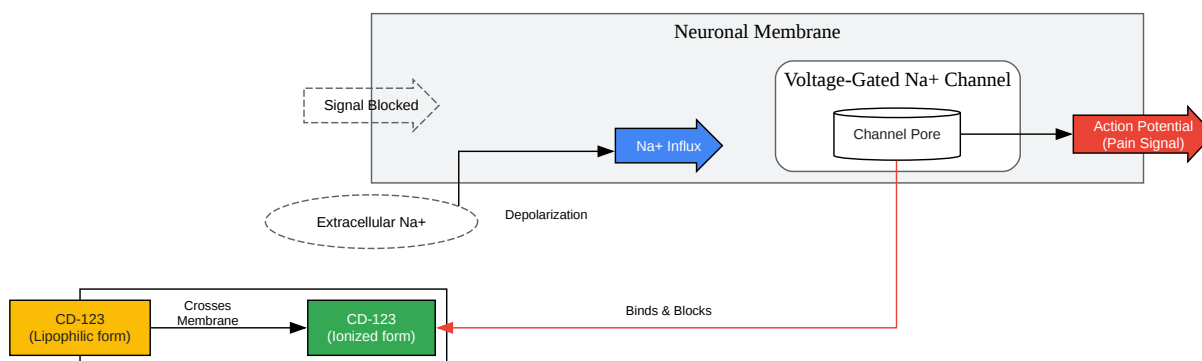 Neuronal Membrane
Voltage-Gated Na+ Channel
Signal Blocked
Na+ Influx
Channel Pore
Action Potential
(Pain Signal)
Extracellular Na+
Depolarization
CD-123
(Lipophilic form)
Crosses
Membrane
CD-123
(Ionized form)
Binds & Blocks